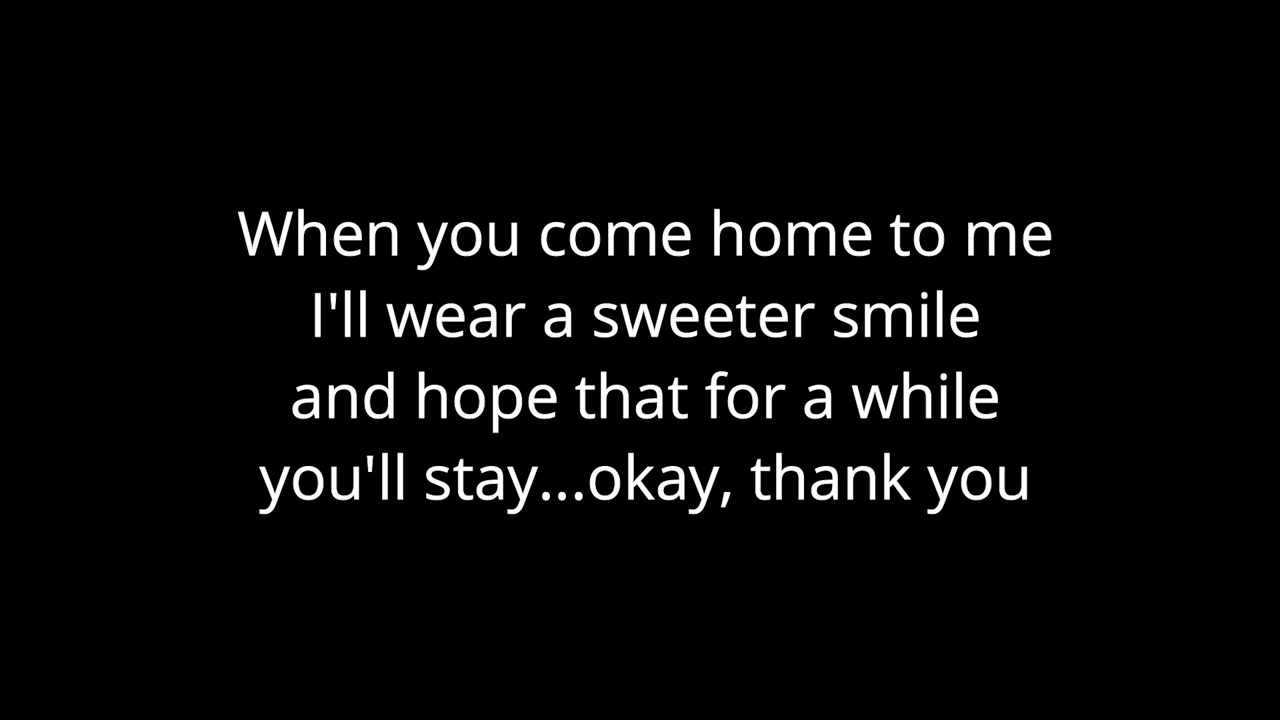 When you come home to me
I'll wear a sweeter smile
and hope that for a while
you'll stay...okay, thank you